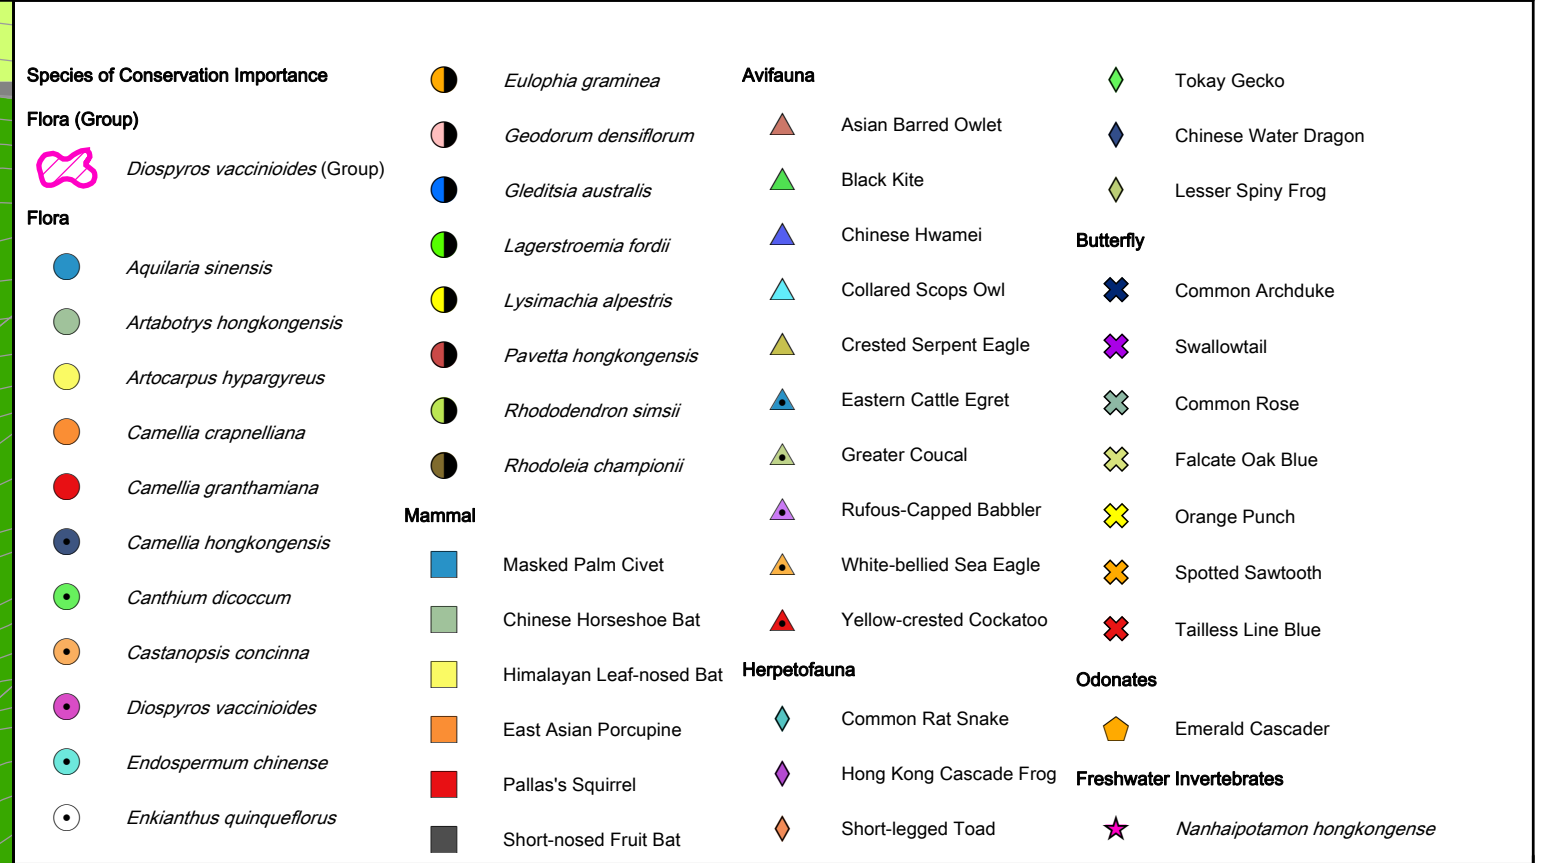 Species of Conservation Importance
Flora (Group)
Diospyros vaccinioides (Group)
Flora
Aquilaria sinensis
Artabotrys hongkongensis
Artocarpus hypargyreus
Camellia crapnelliana
Camellia granthamiana
Camellia hongkongensis
Canthium dicoccum
Castanopsis concinna
Diospyros vaccinioides
Endospermum chinense
Enkianthus quinqueflorus
Eulophia graminea
Geodorum densiflorum
Gleditsia australis
Lagerstroemia fordii
Lysimachia alpestris
Pavetta hongkongensis
Rhododendron simsii
Rhodoleia championii
Mammal
Masked Palm Civet
Chinese Horseshoe Bat
Himalayan Leaf-nosed Bat
East Asian Porcupine
Pallas's Squirrel
Short-nosed Fruit Bat
Avifauna
Asian Barred Owlet
Black Kite
Chinese Hwamei
Collared Scops Owl
Crested Serpent Eagle
Eastern Cattle Egret
Greater Coucal
Rufous-Capped Babbler
White-bellied Sea Eagle
Yellow-crested Cockatoo
Herpetofauna
Common Rat Snake
Hong Kong Cascade Frog
Short-legged Toad
Tokay Gecko
Chinese Water Dragon
Lesser Spiny Frog
Butterfly
Common Archduke
Swallowtail
Common Rose
Falcate Oak Blue
Orange Punch
Spotted Sawtooth
Tailless Line Blue
Odonates
Emerald Cascader
Freshwater Invertebrates
Nanhaipotamon hongkongense